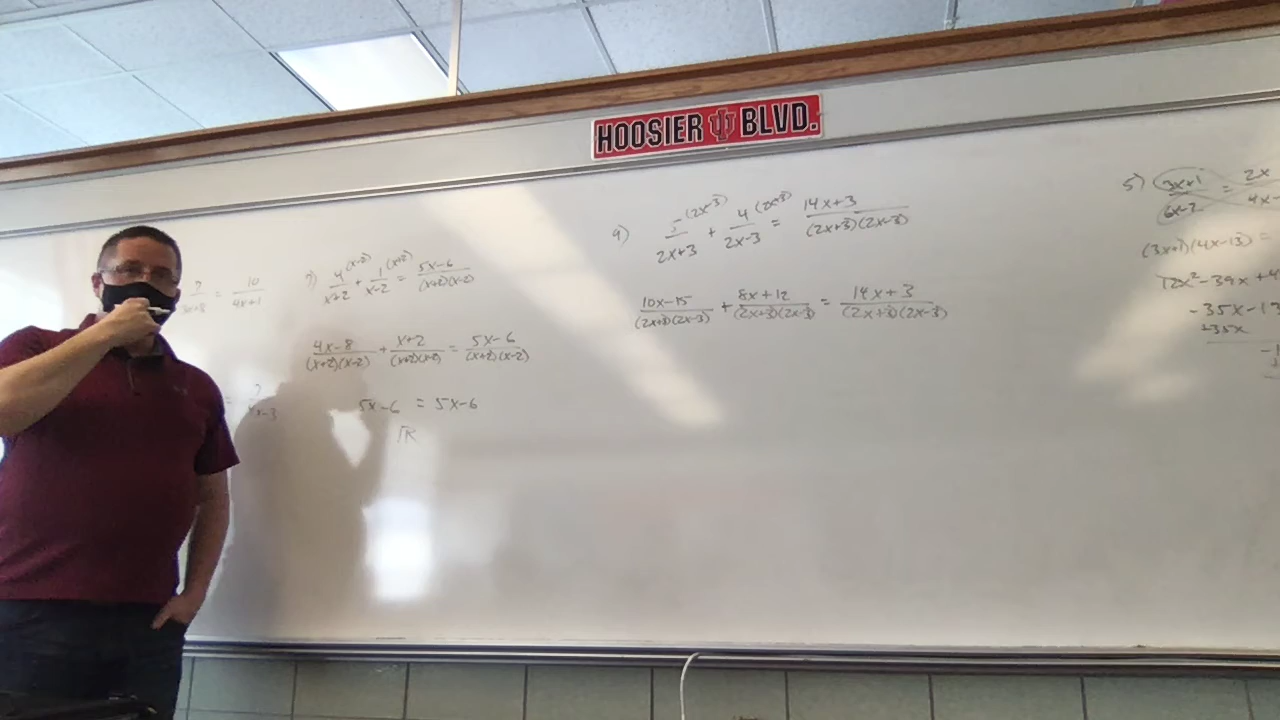 HOOSIER BLVD.
7/3x+8 = 10/4x+1
7) 4/x+2 (x-2) + 1/x-2 (x+2) = 5x-6/(x+2)(x-2)
4x-8/(x+2)(x-2) + x+2/(x+2)(x-2) = 5x-6/(x+2)(x-2)
5x-6 = 5x-6
ℝ
9) 5/2x+3 (2x-3) + 4/2x-3 (2x+3) = 14x+3/(2x+3)(2x-3)
10x-15/(2x+3)(2x-3) + 8x+12/(2x+3)(2x-3) = 14x+3/(2x+3)(2x-3)
5) 3x+1/6x-2 = 2x/4x-
(3x+1)(4x-13) =
12x²-39x+4
-35x-13
+35x